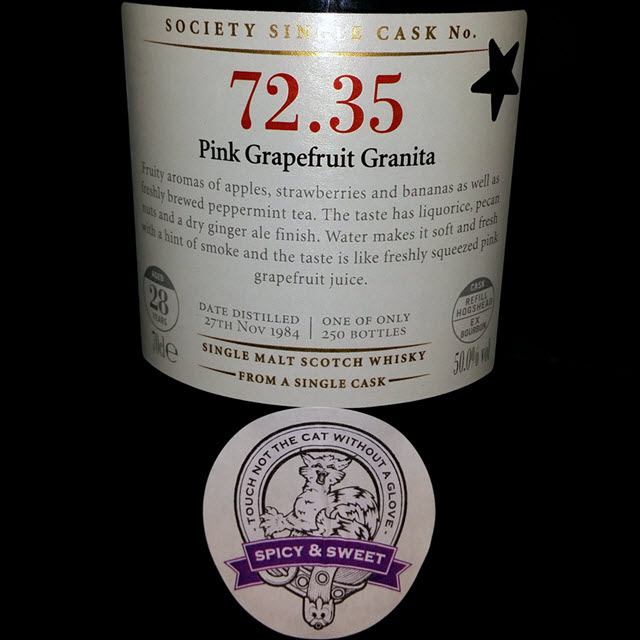 SOCIETY SINGLE CASK No.
72.35
Pink Grapefruit Granita
Fruity aromas of apples, strawberries and bananas as well as
freshly brewed peppermint tea. The taste has liquorice, pecan
nuts and a dry ginger ale finish. Water makes it soft and fresh
with a hint of smoke and the taste is like freshly squeezed pink
grapefruit juice.
AGED
28
YEARS
DATE DISTILLED
27TH NOV 1984
ONE OF ONLY
250 BOTTLES
CASK
REFILL
HOGSHEAD
EX
BOURBON
70cl e
SINGLE MALT SCOTCH WHISKY
FROM A SINGLE CASK
50.0% vol
TOUCH NOT THE CAT WITHOUT A GLOVE
SPICY & SWEET